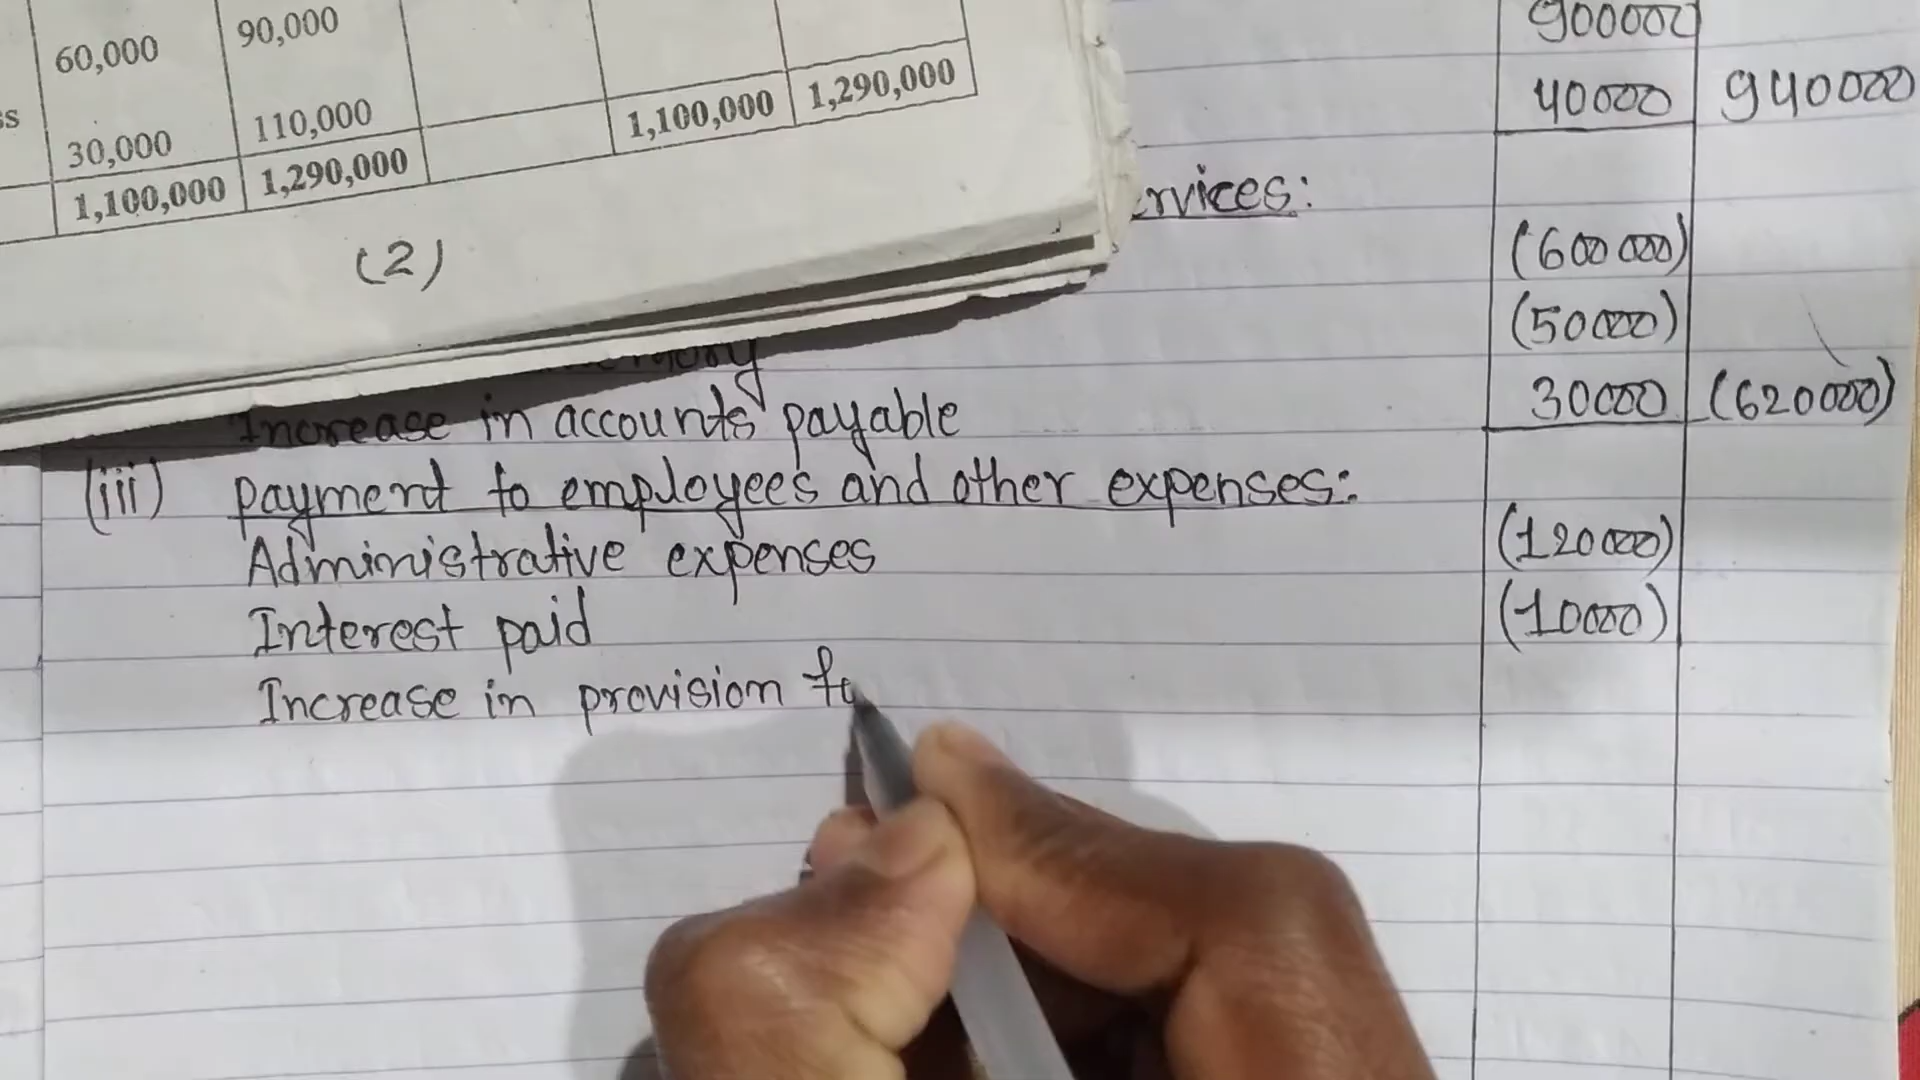 60,000 90,000
30,000 110,000 1,100,000 1,290,000
1,100,000 1,290,000
(2)
900000
40000 940000
(600000)
(50000)
Increase in accounts payable 30000 (620000)
(iii) payment to employees and other expenses:
Administrative expenses (120000)
Interest paid (10000)
Increase in provision fo